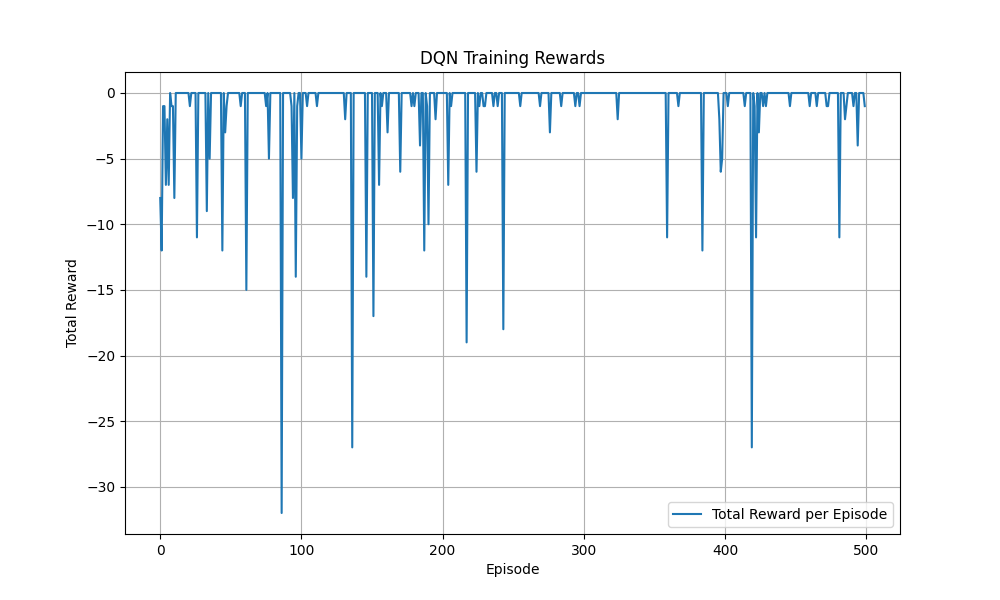 DQN Training Rewards
0
−5
−10
−15
−20
−25
−30
Total Reward
Total Reward per Episode
0 100 200 300 400 500
Episode